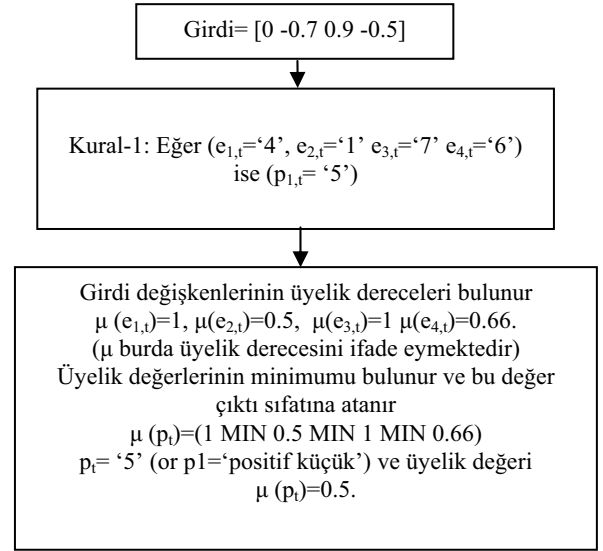 Girdi= [0 -0.7 0.9 -0.5]
Kural-1: Eğer (e1,t=‘4’, e2,t=‘1’ e3,t=‘7’ e4,t=‘6’)
ise (p1,t= ‘5’)
Girdi değişkenlerinin üyelik dereceleri bulunur
μ (e1,t)=1, μ(e2,t)=0.5, μ(e3,t)=1 μ(e4,t)=0.66.
(μ burda üyelik derecesini ifade eymektedir)
Üyelik değerlerinin minimumu bulunur ve bu değer
çıktı sıfatına atanır
μ (pt)=(1 MIN 0.5 MIN 1 MIN 0.66)
pt= ‘5’ (or p1=‘positif küçük’) ve üyelik değeri
μ (pt)=0.5.